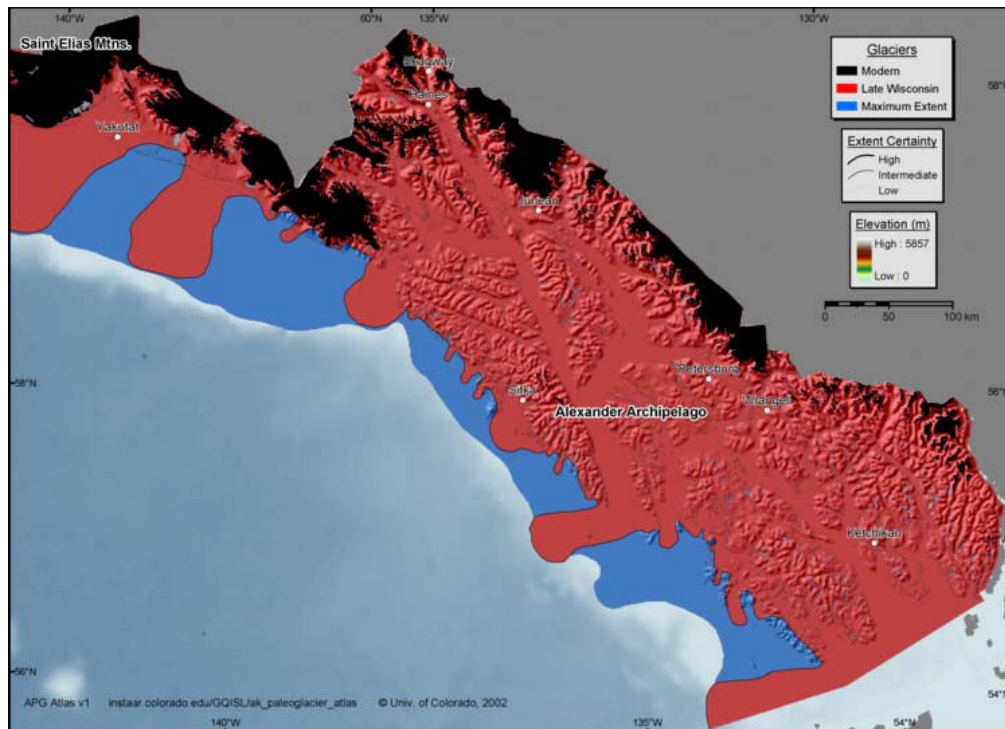 140°W
60°N
135°W
130°W
Saint Elias Mtns.
Skagway
Haines
Yakutat
Juneau
Glaciers
Modern
Late Wisconsin
Maximum Extent
58°N
Extent Certainty
High
Intermediate
Low
Elevation (m)
High : 5857
Low : 0
0 50 100 km
58°N
Sitka
Petersburg
56°N
Wrangell
Alexander Archipelago
Ketchikan
56°N
54°N
APG Atlas v1 instaar.colorado.edu/GQISL/ak_paleoglacier_atlas © Univ. of Colorado, 2002
140°W
135°W
54°N